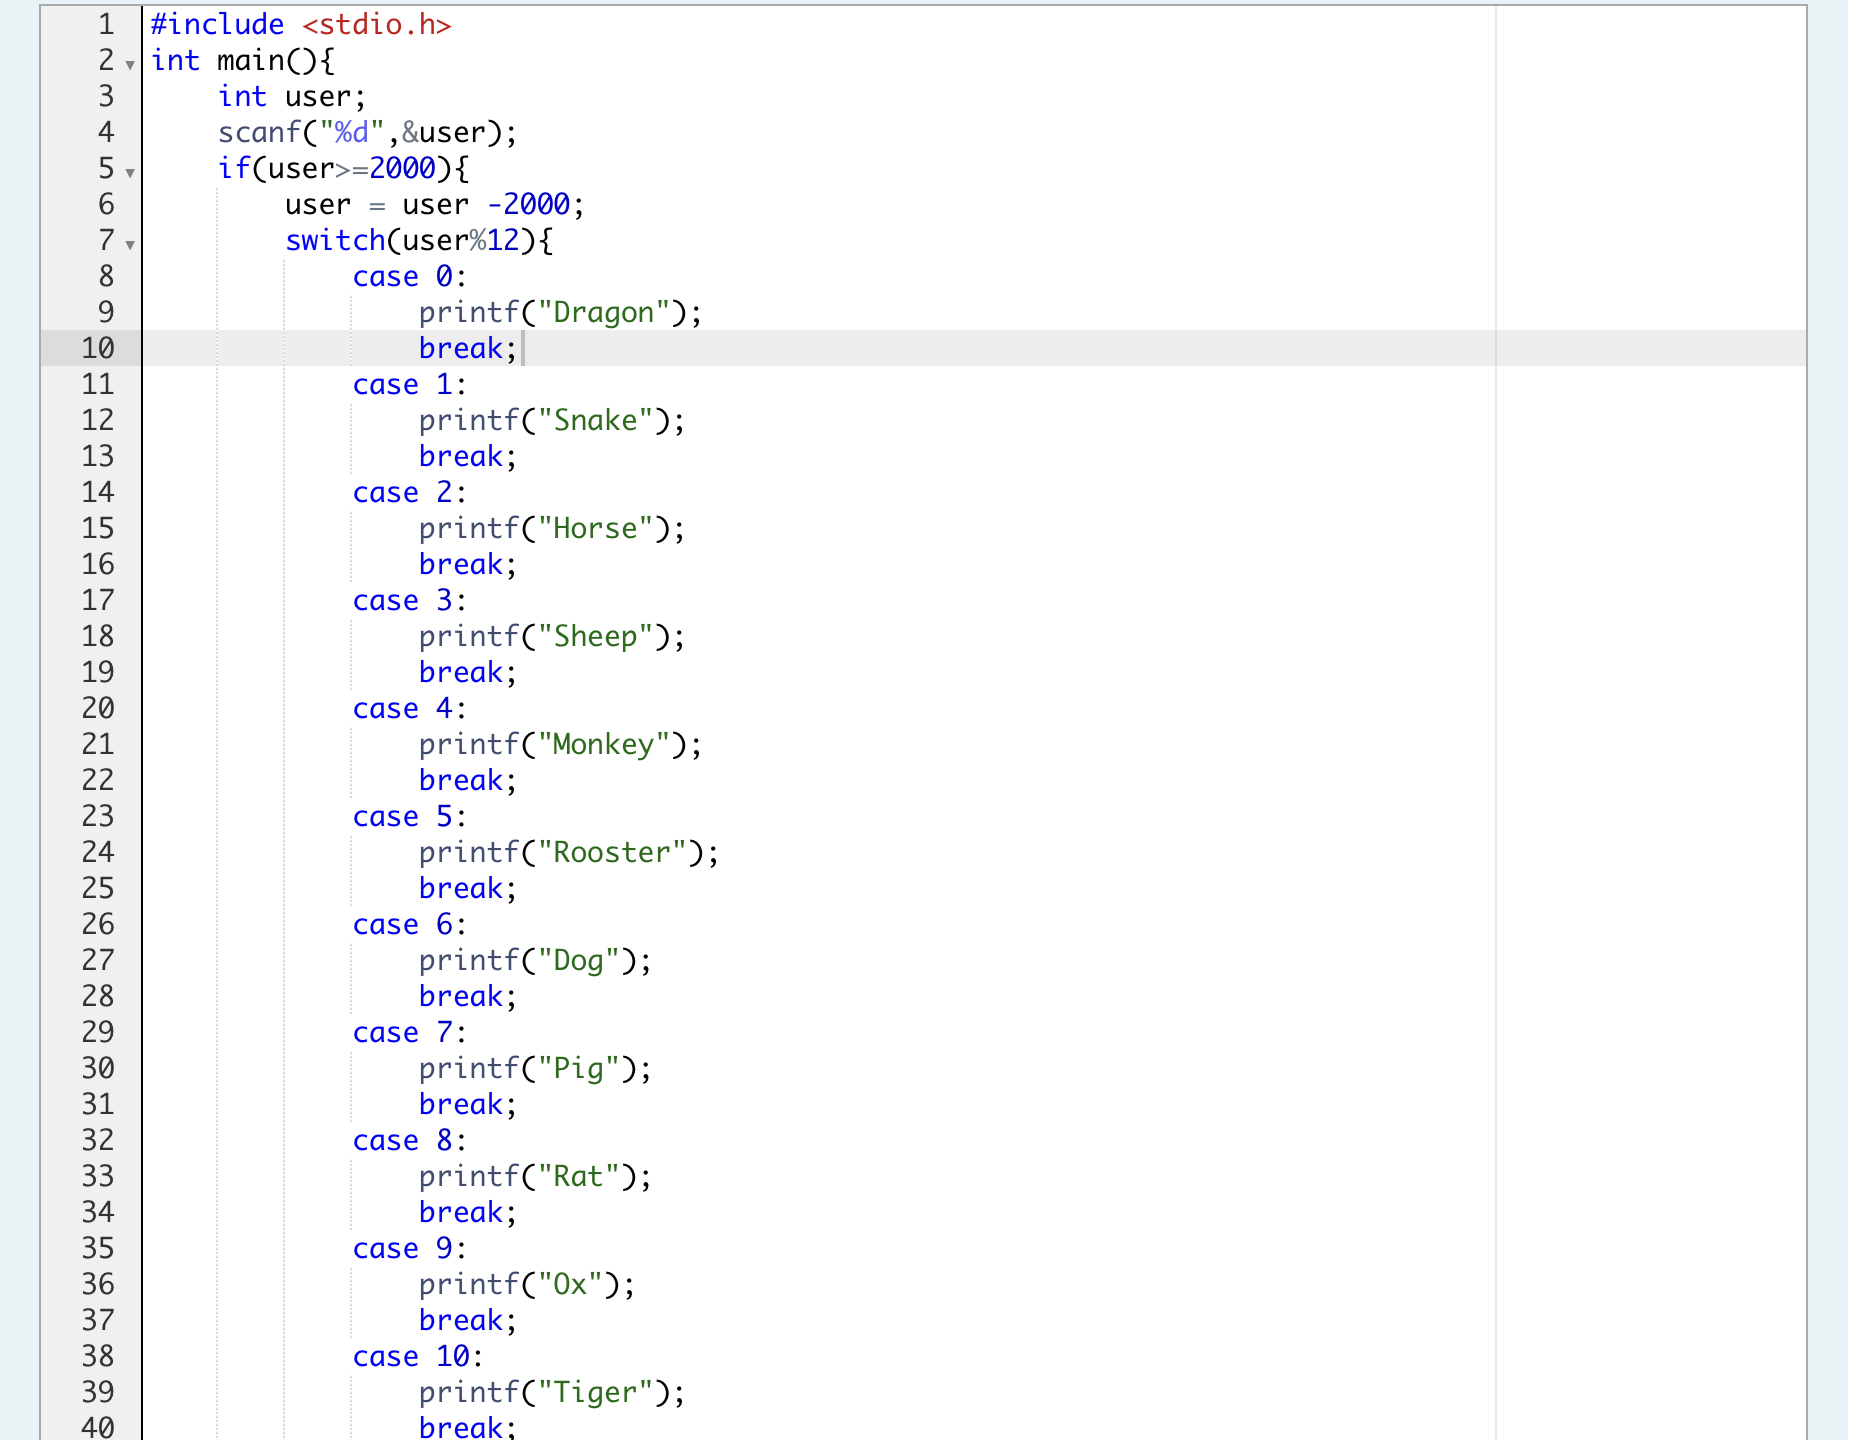 1 #include <stdio.h>
2 int main(){
3 int user;
4 scanf("%d",&user);
5 if(user>=2000){
6 user = user -2000;
7 switch(user%12){
8 case 0:
9 printf("Dragon");
10 break;
11 case 1:
12 printf("Snake");
13 break;
14 case 2:
15 printf("Horse");
16 break;
17 case 3:
18 printf("Sheep");
19 break;
20 case 4:
21 printf("Monkey");
22 break;
23 case 5:
24 printf("Rooster");
25 break;
26 case 6:
27 printf("Dog");
28 break;
29 case 7:
30 printf("Pig");
31 break;
32 case 8:
33 printf("Rat");
34 break;
35 case 9:
36 printf("Ox");
37 break;
38 case 10:
39 printf("Tiger");
40 break;